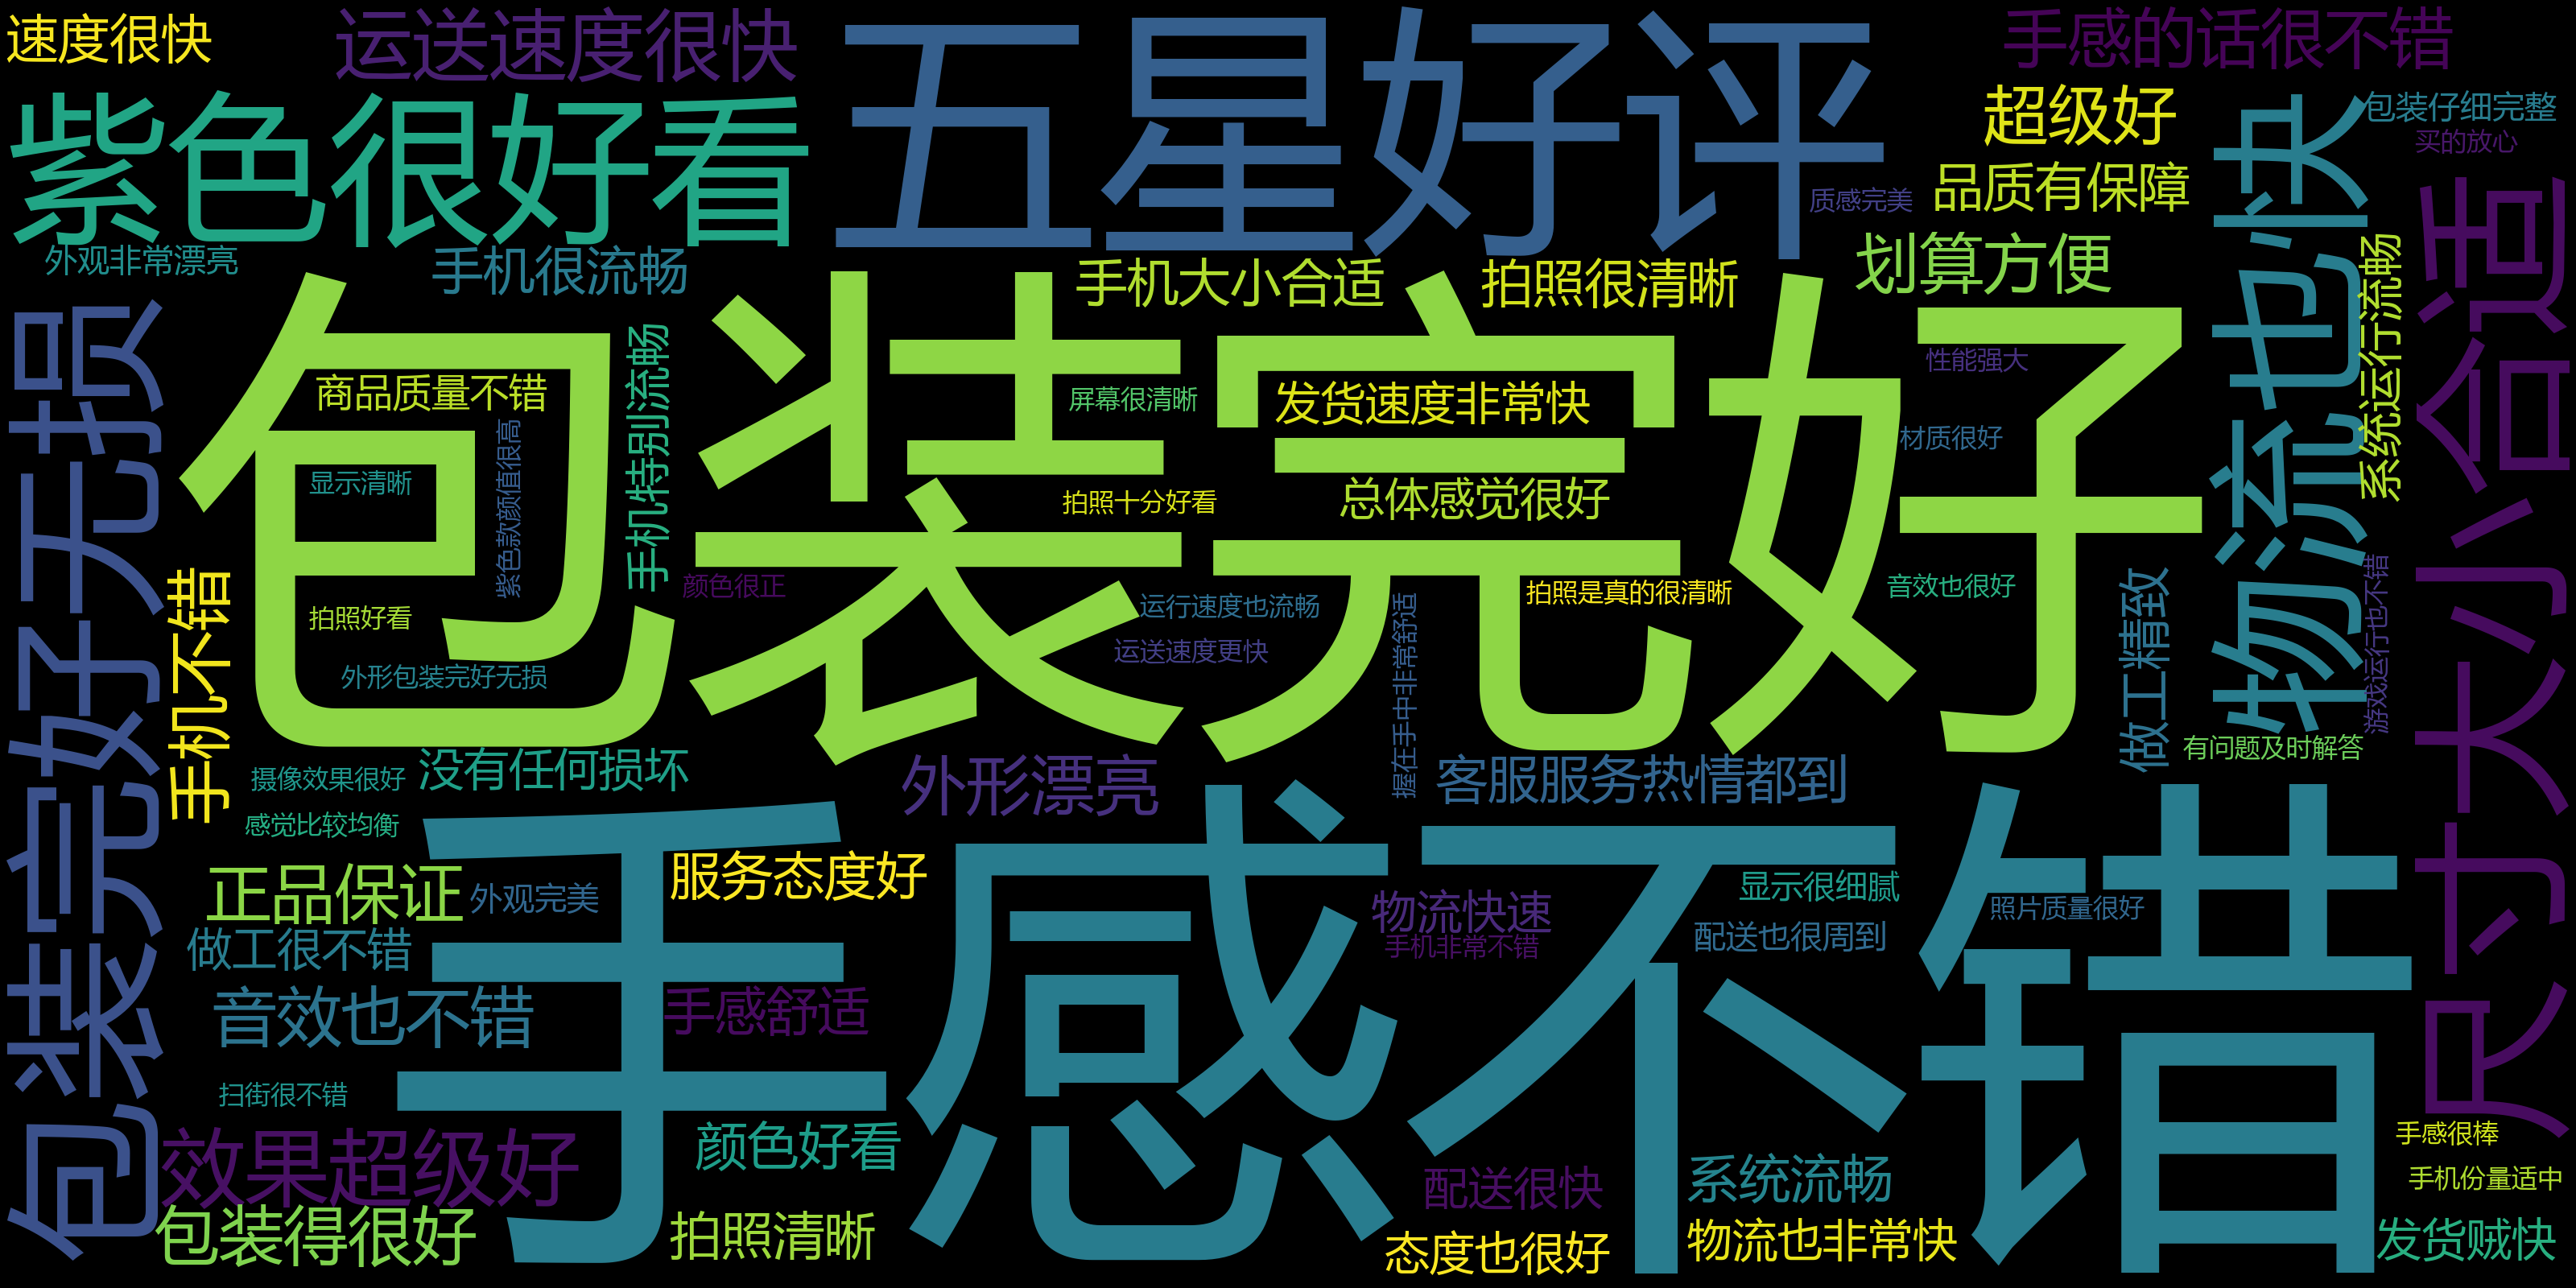 速度很快
运送速度很快
五星好评
手感的话很不错
紫色很好看
超级好
包装仔细完整
买的放心
品质有保障
质感完美
外观非常漂亮
手机很流畅
手机大小合适
拍照很清晰
划算方便
物流也快
系统运行流畅
尺寸大小合适
包装完好无损
包装完好
商品质量不错
紫色款颜值很高
手机特别流畅
屏幕很清晰
发货速度非常快
性能强大
材质很好
显示清晰
拍照十分好看
总体感觉很好
手机不错
拍照好看
颜色很正
运行速度也流畅
拍照是真的很清晰
音效也很好
做工精致
游戏运行也不错
外形包装完好无损
运送速度更快
握在手中非常舒适
有问题及时解答
摄像效果很好
没有任何损坏
外形漂亮
客服服务热情都到
感觉比较均衡
手感不错
正品保证
外观完美
服务态度好
物流快速
显示很细腻
照片质量很好
做工很不错
手机非常不错
配送也很周到
音效也不错
手感舒适
扫街很不错
效果超级好
颜色好看
配送很快
系统流畅
手感很棒
手机份量适中
包装得很好
拍照清晰
态度也很好
物流也非常快
发货贼快